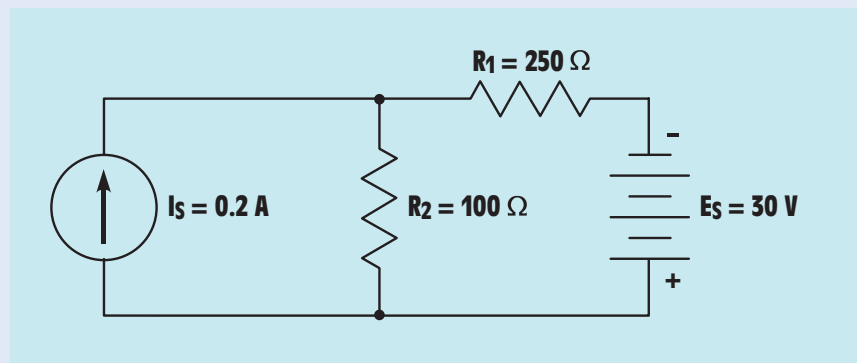 R1 = 250 Ω
-
IS = 0.2 A
R2 = 100 Ω
ES = 30 V
+